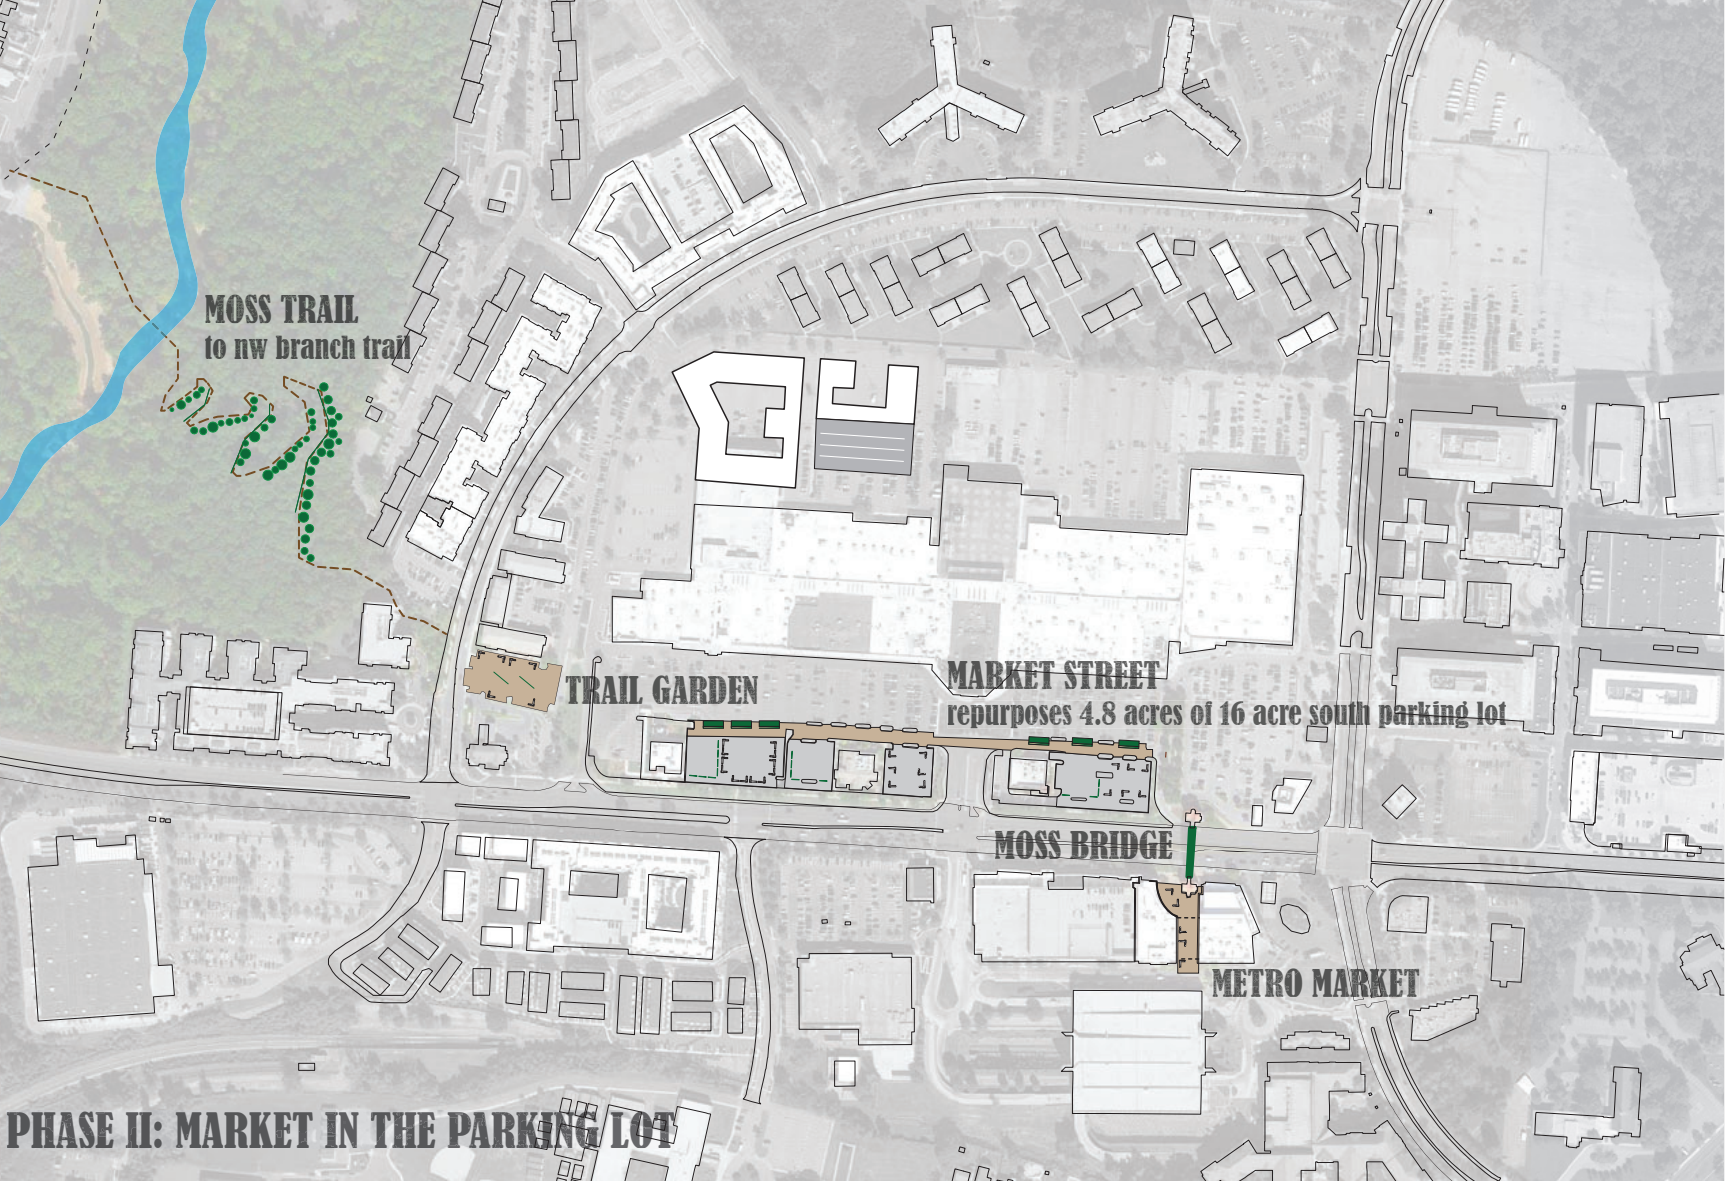 MOSS TRAIL
to nw branch trail
TRAIL GARDEN
MARKET STREET
repurposes 4.8 acres of 16 acre south parking lot
MOSS BRIDGE
METRO MARKET
PHASE II: MARKET IN THE PARKING LOT